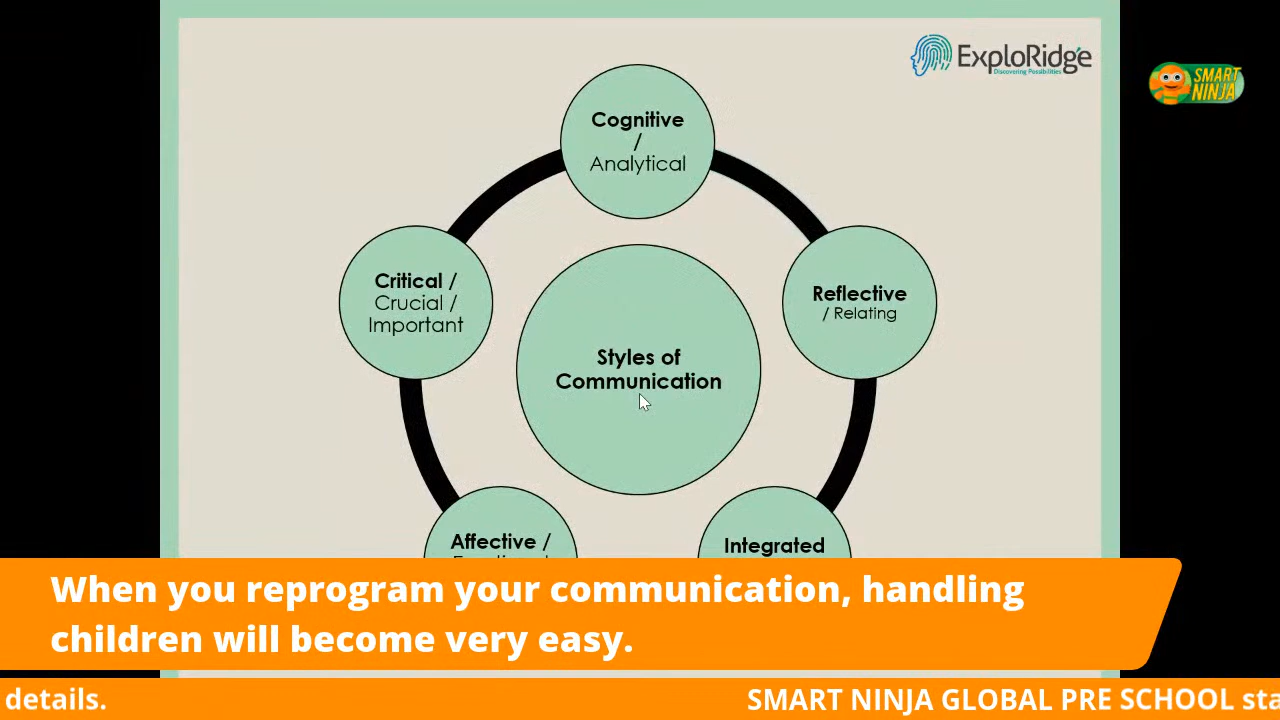 ExploRidge
Discovering Possibilities
SMART
NINJA
Cognitive
/
Analytical
Critical /
Crucial /
Important
Reflective
/ Relating
Styles of
Communication
Affective /
Integrated
When you reprogram your communication, handling
children will become very easy.
details.
SMART NINJA GLOBAL PRE SCHOOL sta